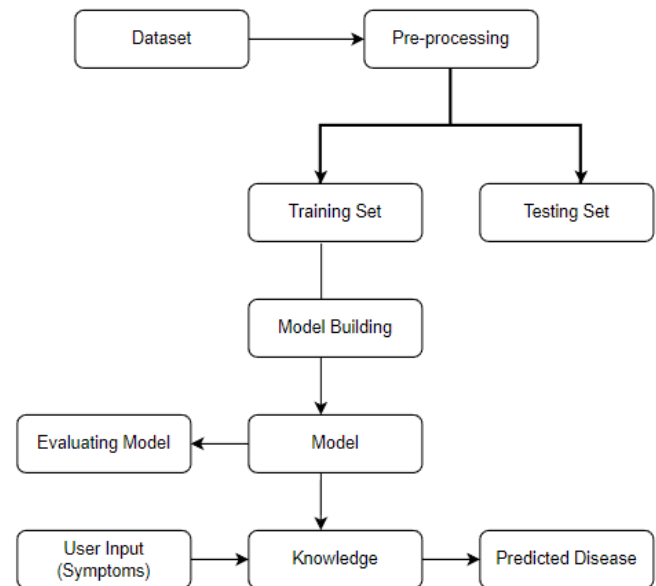 Dataset
Pre-processing
Training Set
Testing Set
Model Building
Evaluating Model
Model
User Input
(Symptoms)
Knowledge
Predicted Disease